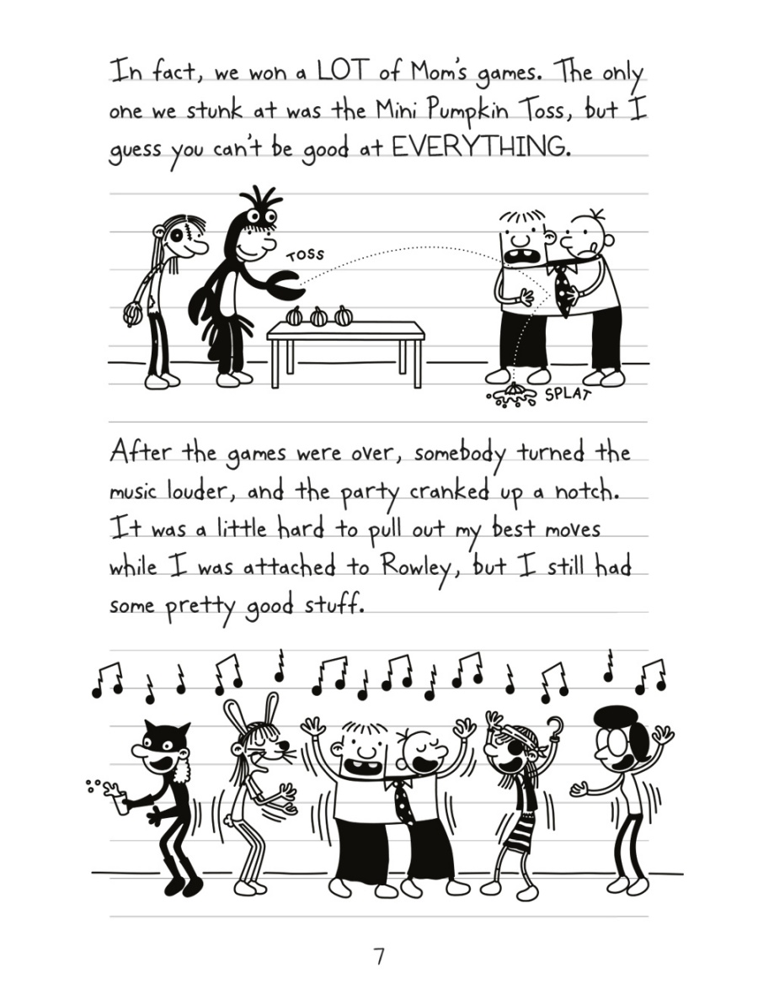 In fact, we won a LOT of Mom's games. The only
one we stunk at was the Mini Pumpkin Toss, but I
guess you can't be good at EVERYTHING.
TOSS
SPLAT
After the games were over, somebody turned the
music louder, and the party cranked up a notch.
It was a little hard to pull out my best moves
while I was attached to Rowley, but I still had
some pretty good stuff.
7